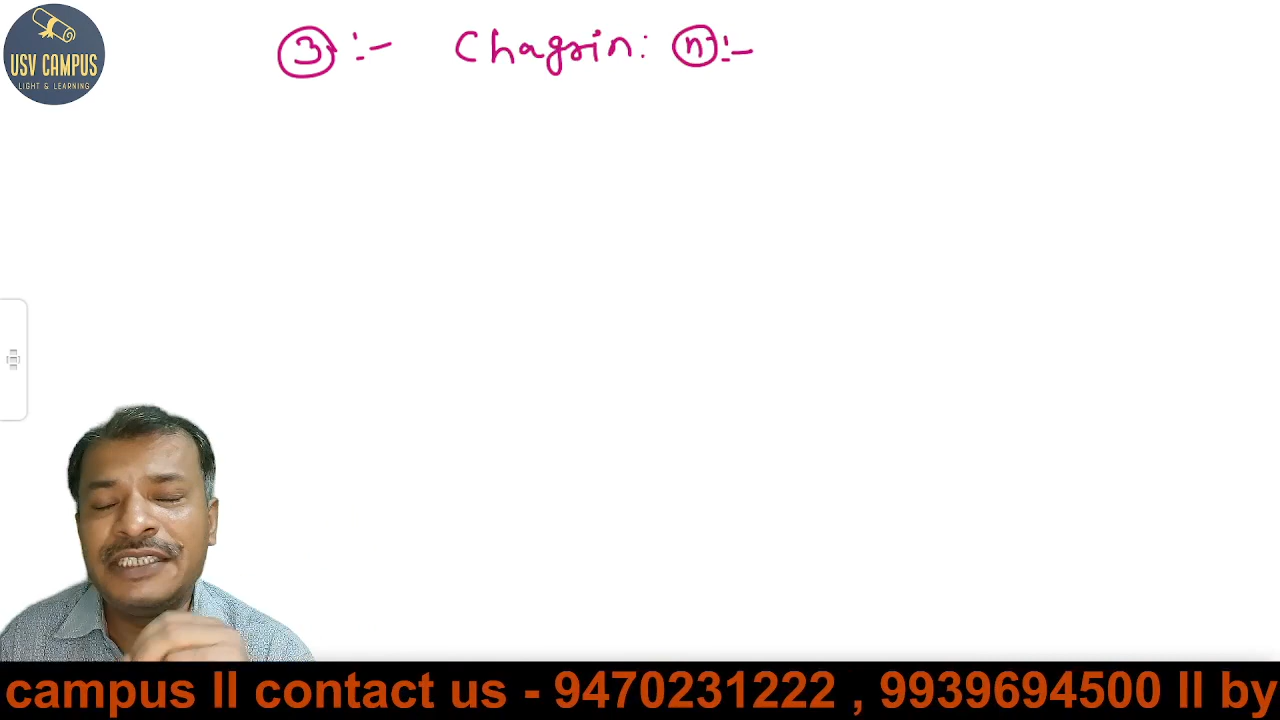 USV CAMPUS
LIGHT & LEARNING
3 :- Chagrin: n :-
campus II contact us - 9470231222 , 9939694500 II by